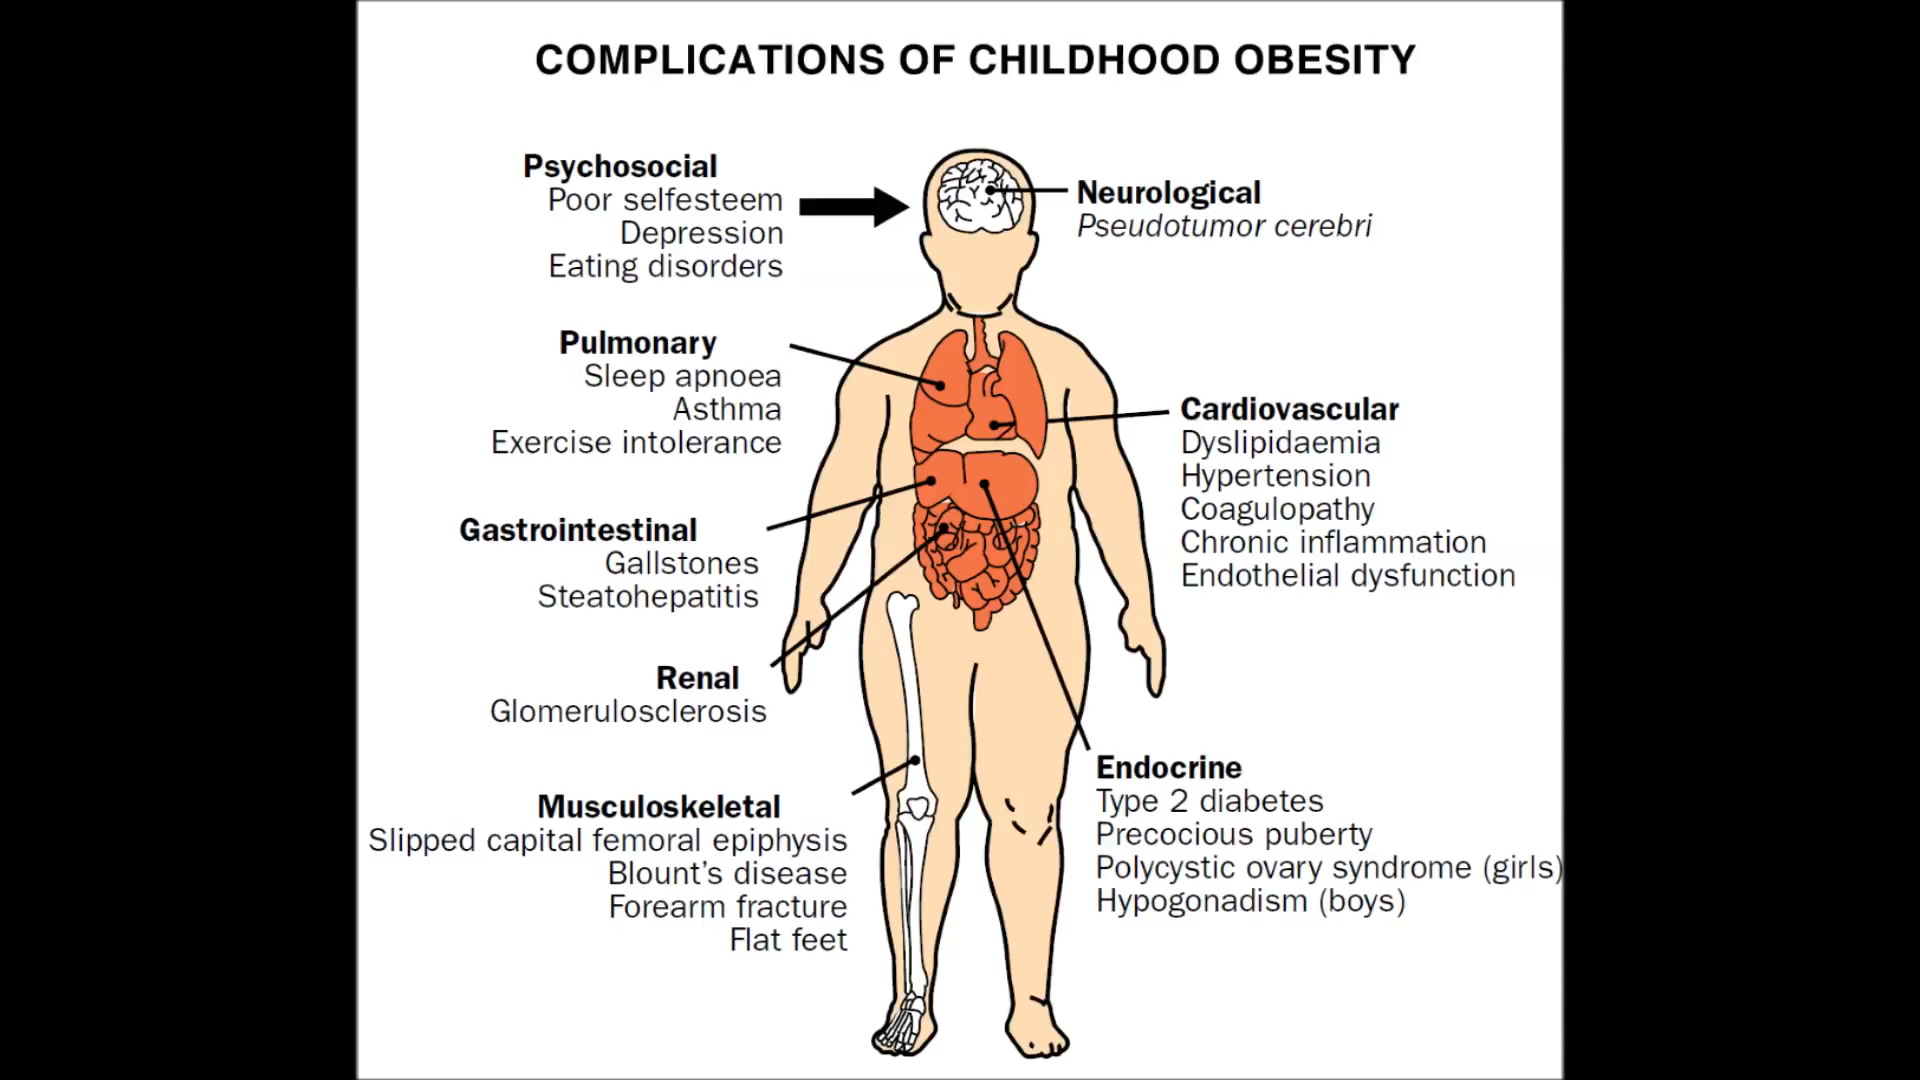 COMPLICATIONS OF CHILDHOOD OBESITY
Psychosocial
Poor selfesteem
Depression
Eating disorders
Neurological
Pseudotumor cerebri
Pulmonary
Sleep apnoea
Asthma
Exercise intolerance
Cardiovascular
Dyslipidaemia
Hypertension
Coagulopathy
Chronic inflammation
Endothelial dysfunction
Gastrointestinal
Gallstones
Steatohepatitis
Renal
Glomerulosclerosis
Musculoskeletal
Slipped capital femoral epiphysis
Blount's disease
Forearm fracture
Flat feet
Endocrine
Type 2 diabetes
Precocious puberty
Polycystic ovary syndrome (girls)
Hypogonadism (boys)